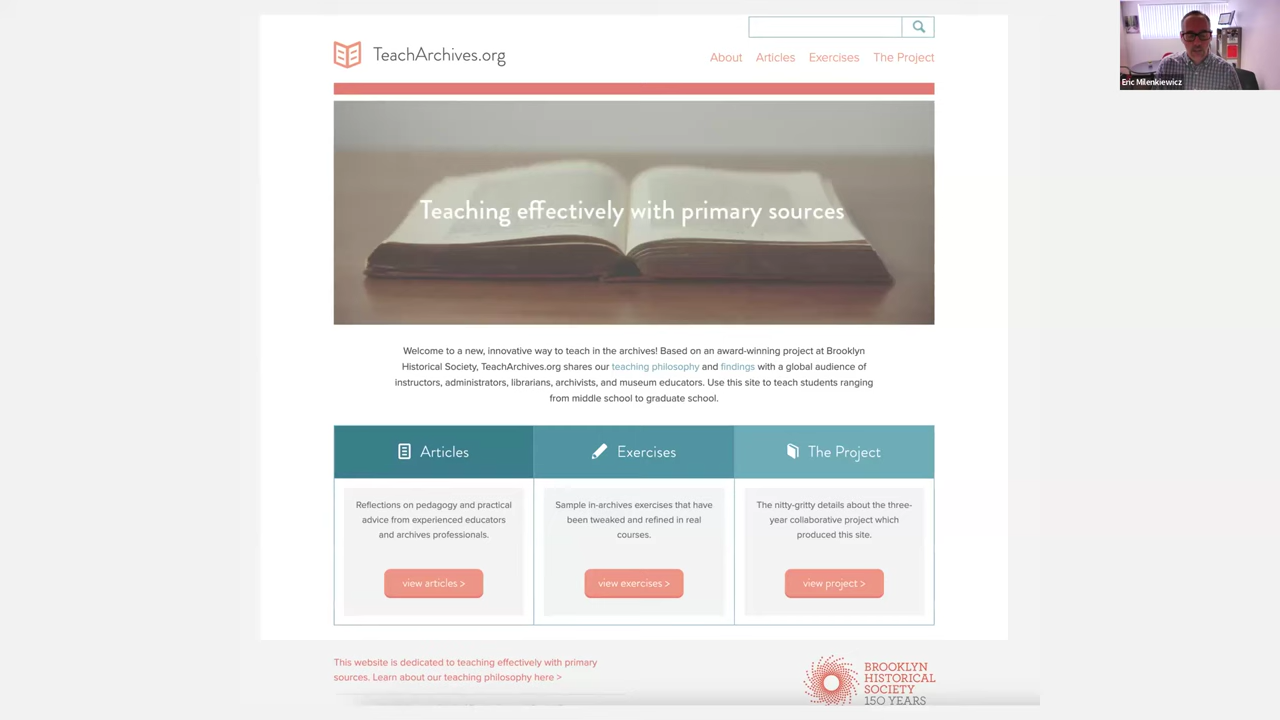 TeachArchives.org
About Articles Exercises The Project
Eric Milenkiewicz
Teaching effectively with primary sources
Welcome to a new, innovative way to teach in the archives! Based on an award-winning project at Brooklyn
Historical Society, TeachArchives.org shares our teaching philosophy and findings with a global audience of
instructors, administrators, librarians, archivists, and museum educators. Use this site to teach students ranging
from middle school to graduate school.
Articles
Reflections on pedagogy and practical
advice from experienced educators
and archives professionals.
view articles >
Exercises
Sample in-archives exercises that have
been tweaked and refined in real
courses.
view exercises >
The Project
The nitty-gritty details about the three-
year collaborative project which
produced this site.
view project >
This website is dedicated to teaching effectively with primary
sources. Learn about our teaching philosophy here >
BROOKLYN
HISTORICAL
SOCIETY
150 YEARS